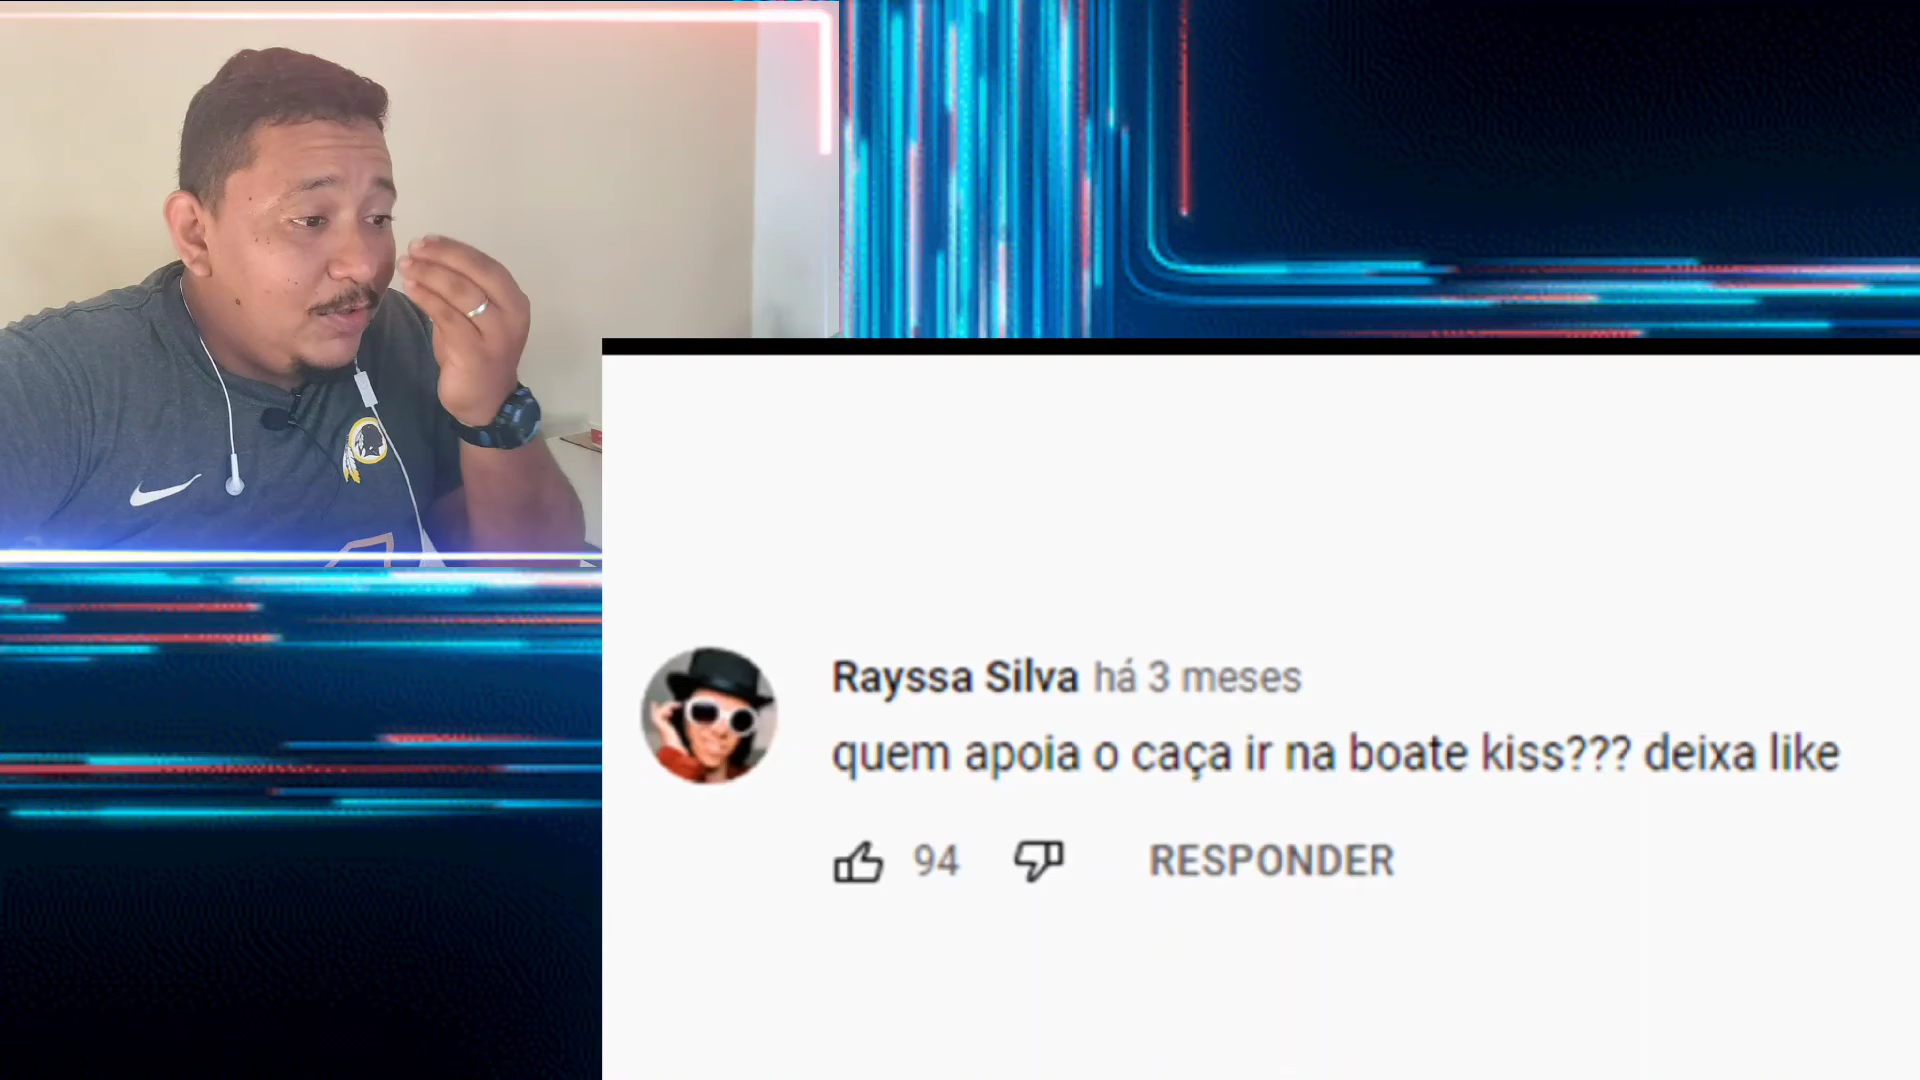 Rayssa Silva há 3 meses
quem apoia o caça ir na boate kiss??? deixa like
94 RESPONDER